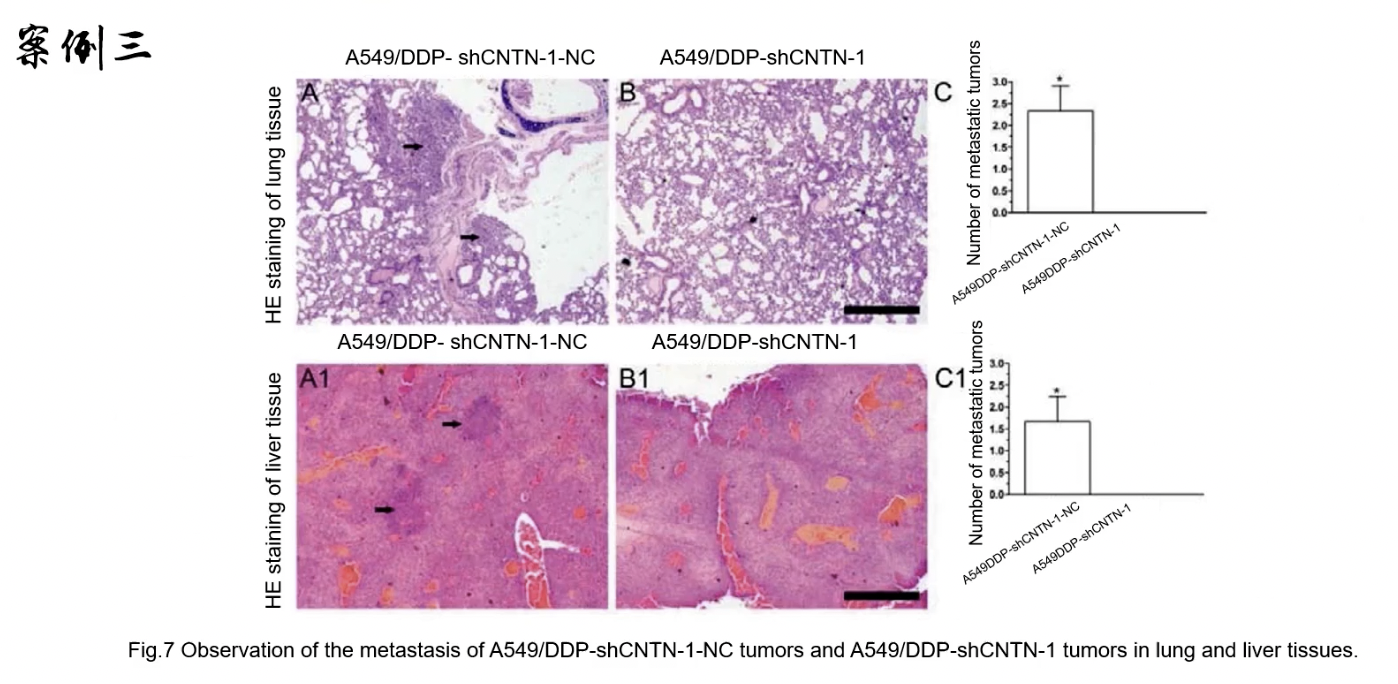 案例三
A549/DDP- shCNTN-1-NC
A549/DDP-shCNTN-1
HE staining of lung tissue
A
B
C
Number of metastatic tumors
3.0
2.5
2.0
1.5
1.0
0.5
0.0
*
A549DDP-shCNTN-1-NC
A549DDP-shCNTN-1
A549/DDP- shCNTN-1-NC
A549/DDP-shCNTN-1
HE staining of liver tissue
A1
B1
C1
Number of metastatic tumors
3.0
2.5
2.0
1.5
1.0
0.5
0.0
*
A549DDP-shCNTN-1-NC
A549DDP-shCNTN-1
Fig.7 Observation of the metastasis of A549/DDP-shCNTN-1-NC tumors and A549/DDP-shCNTN-1 tumors in lung and liver tissues.